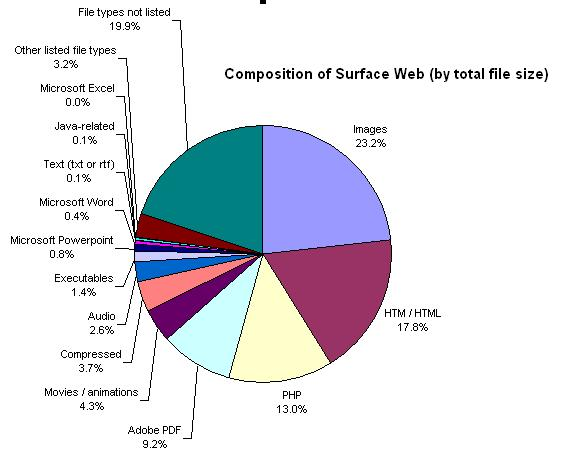 File types not listed
19.9%
Other listed file types
3.2%
Composition of Surface Web (by total file size)
Microsoft Excel
0.0%
Images
23.2%
Java-related
0.1%
Text (txt or rtf)
0.1%
Microsoft Word
0.4%
Microsoft Powerpoint
0.8%
Executables
1.4%
HTM / HTML
17.8%
Audio
2.6%
Compressed
3.7%
Movies / animations
4.3%
PHP
13.0%
Adobe PDF
9.2%